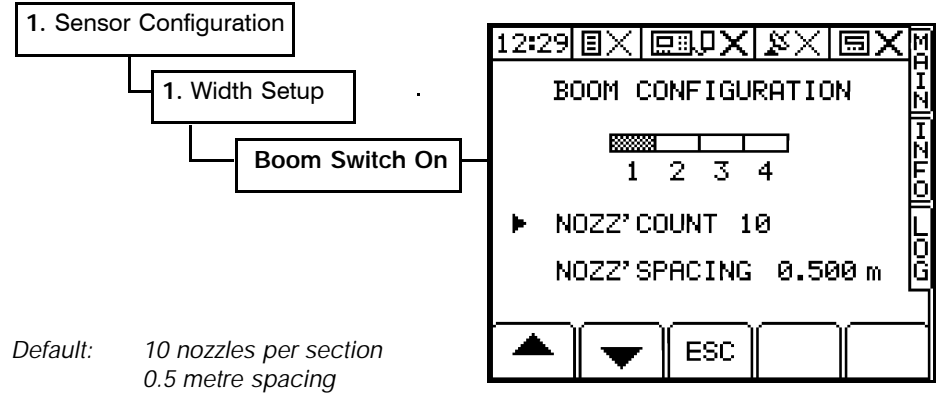 1. Sensor Configuration
1. Width Setup
Boom Switch On
12:29
BOOM CONFIGURATION
1 2 3 4
NOZZ'COUNT 10
NOZZ'SPACING 0.500 m
ESC
MAIN
INFO
LOG
Default: 10 nozzles per section
0.5 metre spacing